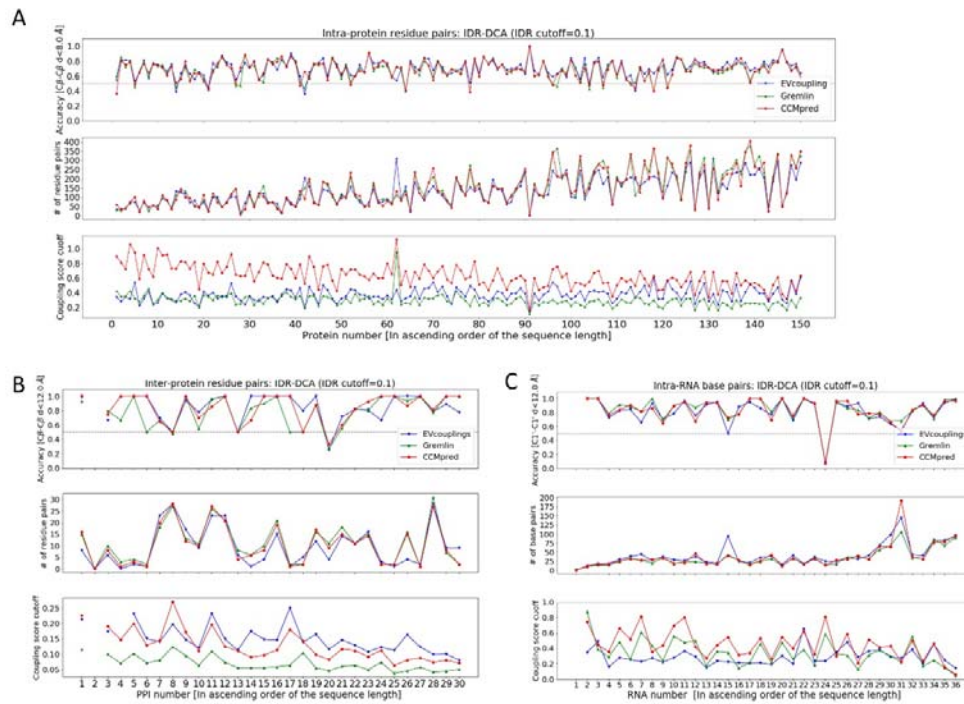 A
Intra-protein residue pairs: IDR-DCA (IDR cutoff=0.1)
Accuracy [Cβ-Cβ d<8.0 Å]
1.0
0.8
0.6
0.4
0.2
0.0
EVcoupling
Gremlin
CCMpred
# of residue pairs
400
350
300
250
200
150
100
50
0
Coupling score cuoff
1.0
0.8
0.6
0.4
0.2
0 10 20 30 40 50 60 70 80 90 100 110 120 130 140 150
Protein number [In ascending order of the sequence length]
B
Inter-protein residue pairs: IDR-DCA (IDR cutoff=0.1)
Accuracy [Cβ-Cβ d<12.0 Å]
1.0
0.8
0.6
0.4
0.2
0.0
EVcouplings
Gremlin
CCMpred
# of residue pairs
30
25
20
15
10
5
0
Coupling score cutoff
0.25
0.20
0.15
0.10
0.05
1 2 3 4 5 6 7 8 9 10 11 12 13 14 15 16 17 18 19 20 21 22 23 24 25 26 27 28 29 30
PPI number [In ascending order of the sequence length]
C
Intra-RNA base pairs: IDR-DCA (IDR cutoff=0.1)
Accuracy [C1'-C1' d<12.0 Å]
1.0
0.8
0.6
0.4
0.2
0.0
EVcouplings
Gremlin
CCMpred
# of base pairs
200
175
150
125
100
75
50
25
0
Coupling score cuoff
1.0
0.8
0.6
0.4
0.2
0.0
1 2 3 4 5 6 7 8 9 10 11 12 13 14 15 16 17 18 19 20 21 22 23 24 25 26 27 28 29 30 31 32 33 34 35 36
RNA number [In ascending order of the sequence length]